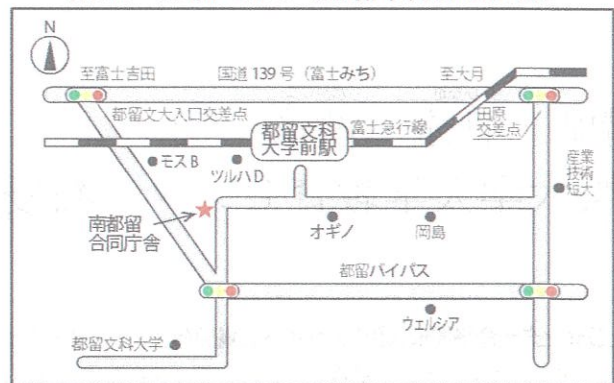 N
至富士吉田 国道139号（富士みち） 至大月
都留文大入口交差点
都留文科
大学前駅
富士急行線
田原
交差点
モスB
ツルハD
産業
技術
短大
南都留
合同庁舎
オギノ
岡島
都留バイパス
ウェルシア
都留文科大学